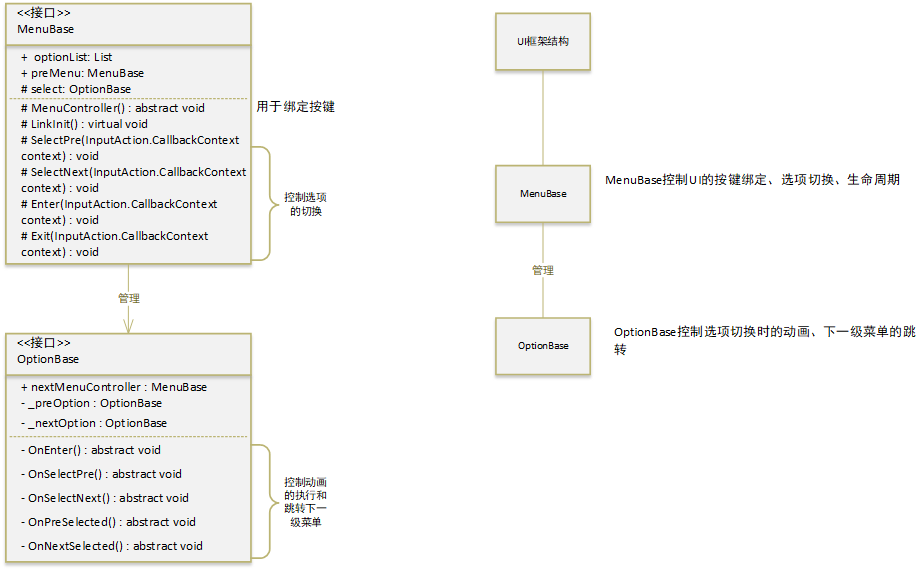 <<接口>>
MenuBase
+ optionList: List
+ preMenu: MenuBase
# select: OptionBase
# MenuController() : abstract void
# LinkInit() : virtual void
# SelectPre(InputAction.CallbackContext
context) : void
# SelectNext(InputAction.CallbackContext
context) : void
# Enter(InputAction.CallbackContext
context) : void
# Exit(InputAction.CallbackContext
context) : void
用于绑定按键
控制选项
的切换
管理
<<接口>>
OptionBase
+ nextMenuController : MenuBase
- _preOption : OptionBase
- _nextOption : OptionBase
- OnEnter() : abstract void
- OnSelectPre() : abstract void
- OnSelectNext() : abstract void
- OnPreSelected() : abstract void
- OnNextSelected() : abstract void
控制动画
的执行和
跳转下一
级菜单
UI框架结构
MenuBase
MenuBase控制UI的按键绑定、选项切换、生命周期
管理
OptionBase
OptionBase控制选项切换时的动画、下一级菜单的跳
转